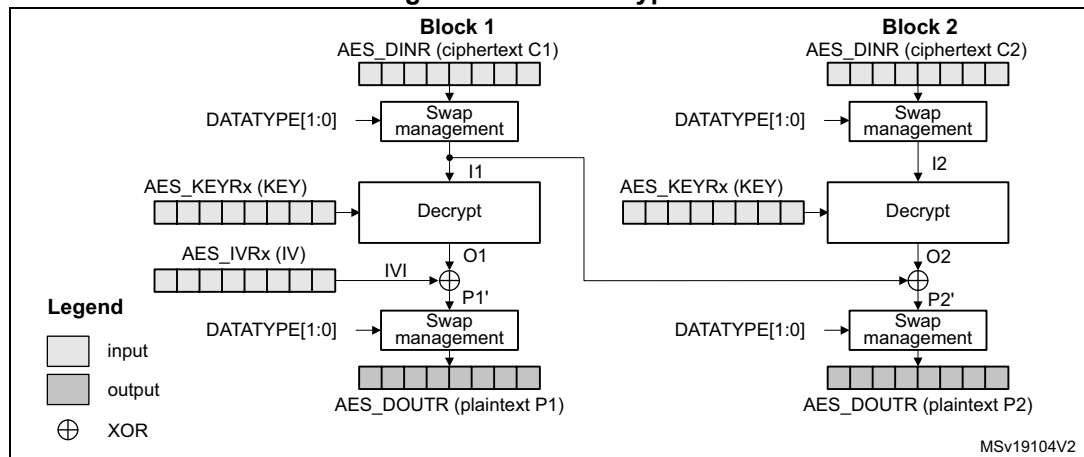 Block 1
AES_DINR (ciphertext C1)
DATATYPE[1:0]
Swap
management
I1
AES_KEYRx (KEY)
Decrypt
AES_IVRx (IV)
IVI
O1
P1'
DATATYPE[1:0]
Swap
management
AES_DOUTR (plaintext P1)
Block 2
AES_DINR (ciphertext C2)
DATATYPE[1:0]
Swap
management
I2
AES_KEYRx (KEY)
Decrypt
O2
P2'
DATATYPE[1:0]
Swap
management
AES_DOUTR (plaintext P2)
Legend
input
output
XOR
MSv19104V2